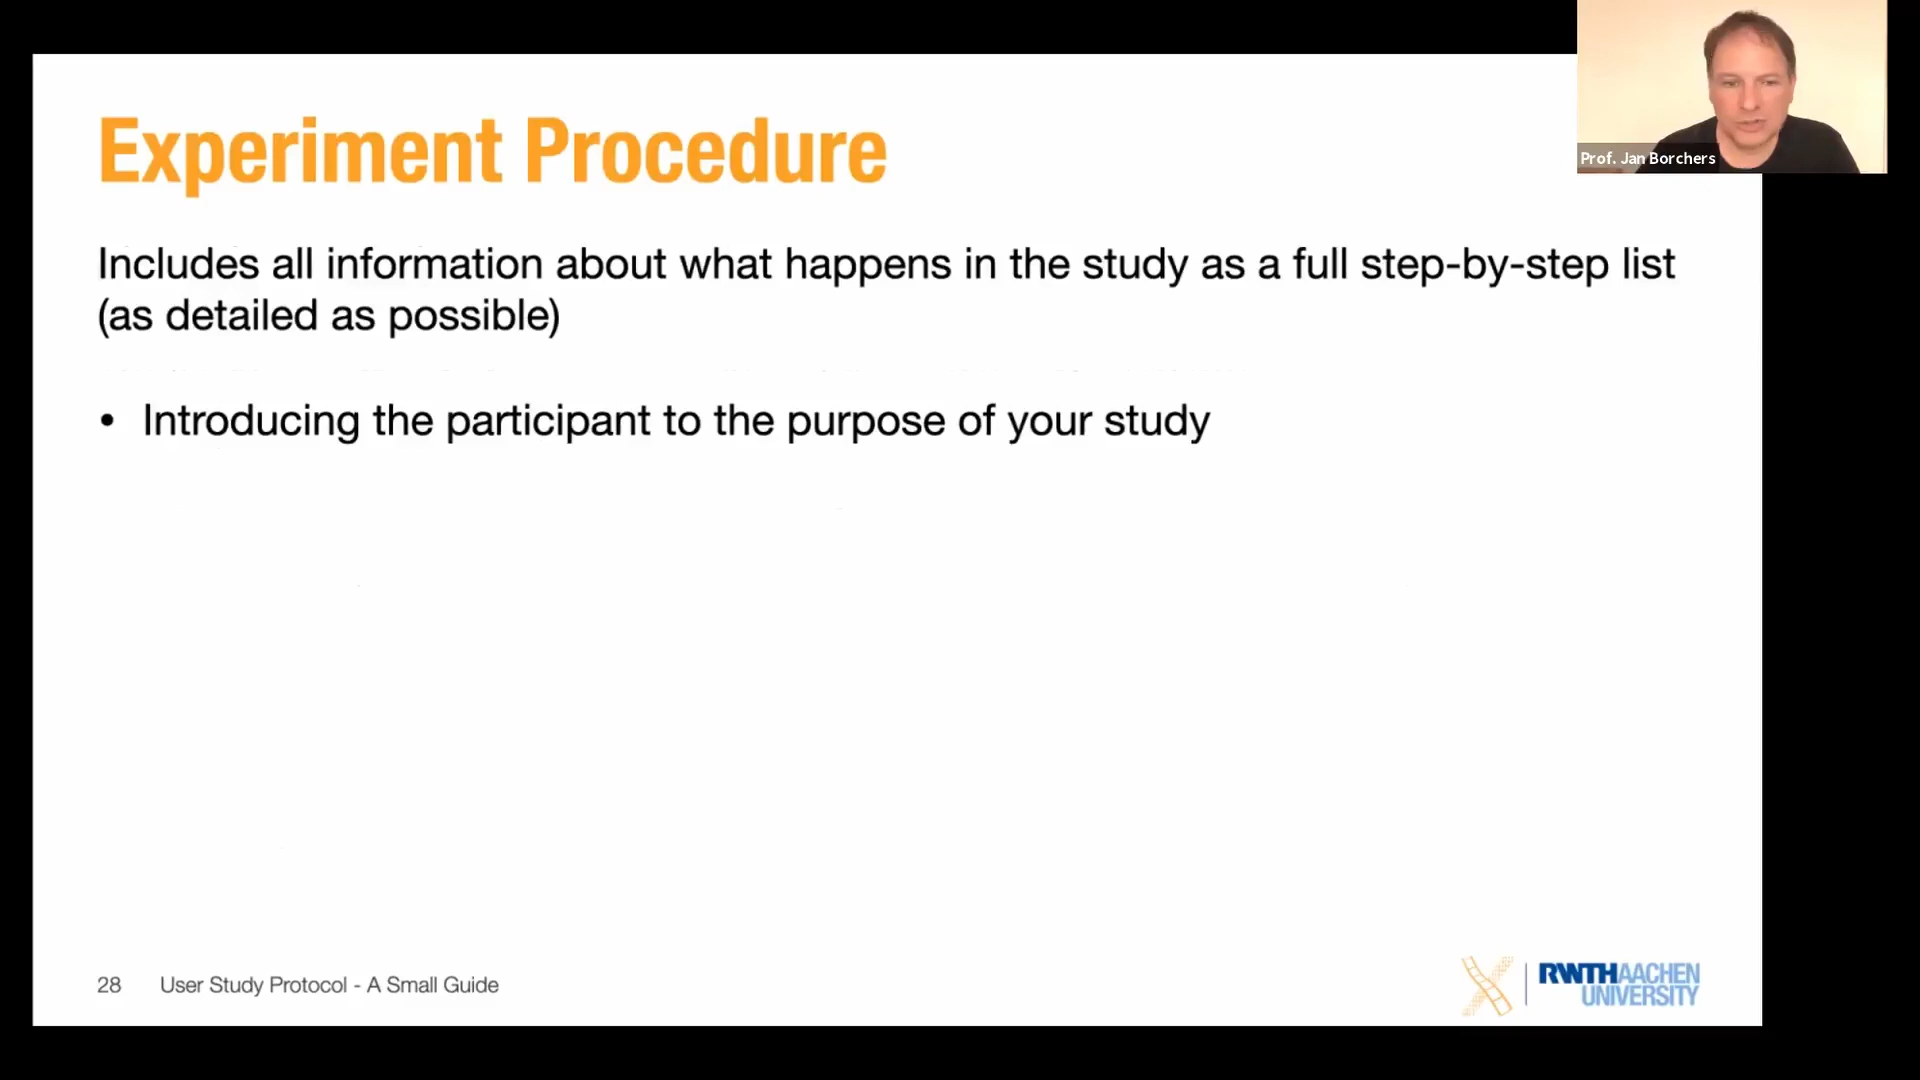 Experiment Procedure
Prof. Jan Borchers
Includes all information about what happens in the study as a full step-by-step list
(as detailed as possible)
• Introducing the participant to the purpose of your study
28 User Study Protocol - A Small Guide
RWTHAACHEN
UNIVERSITY